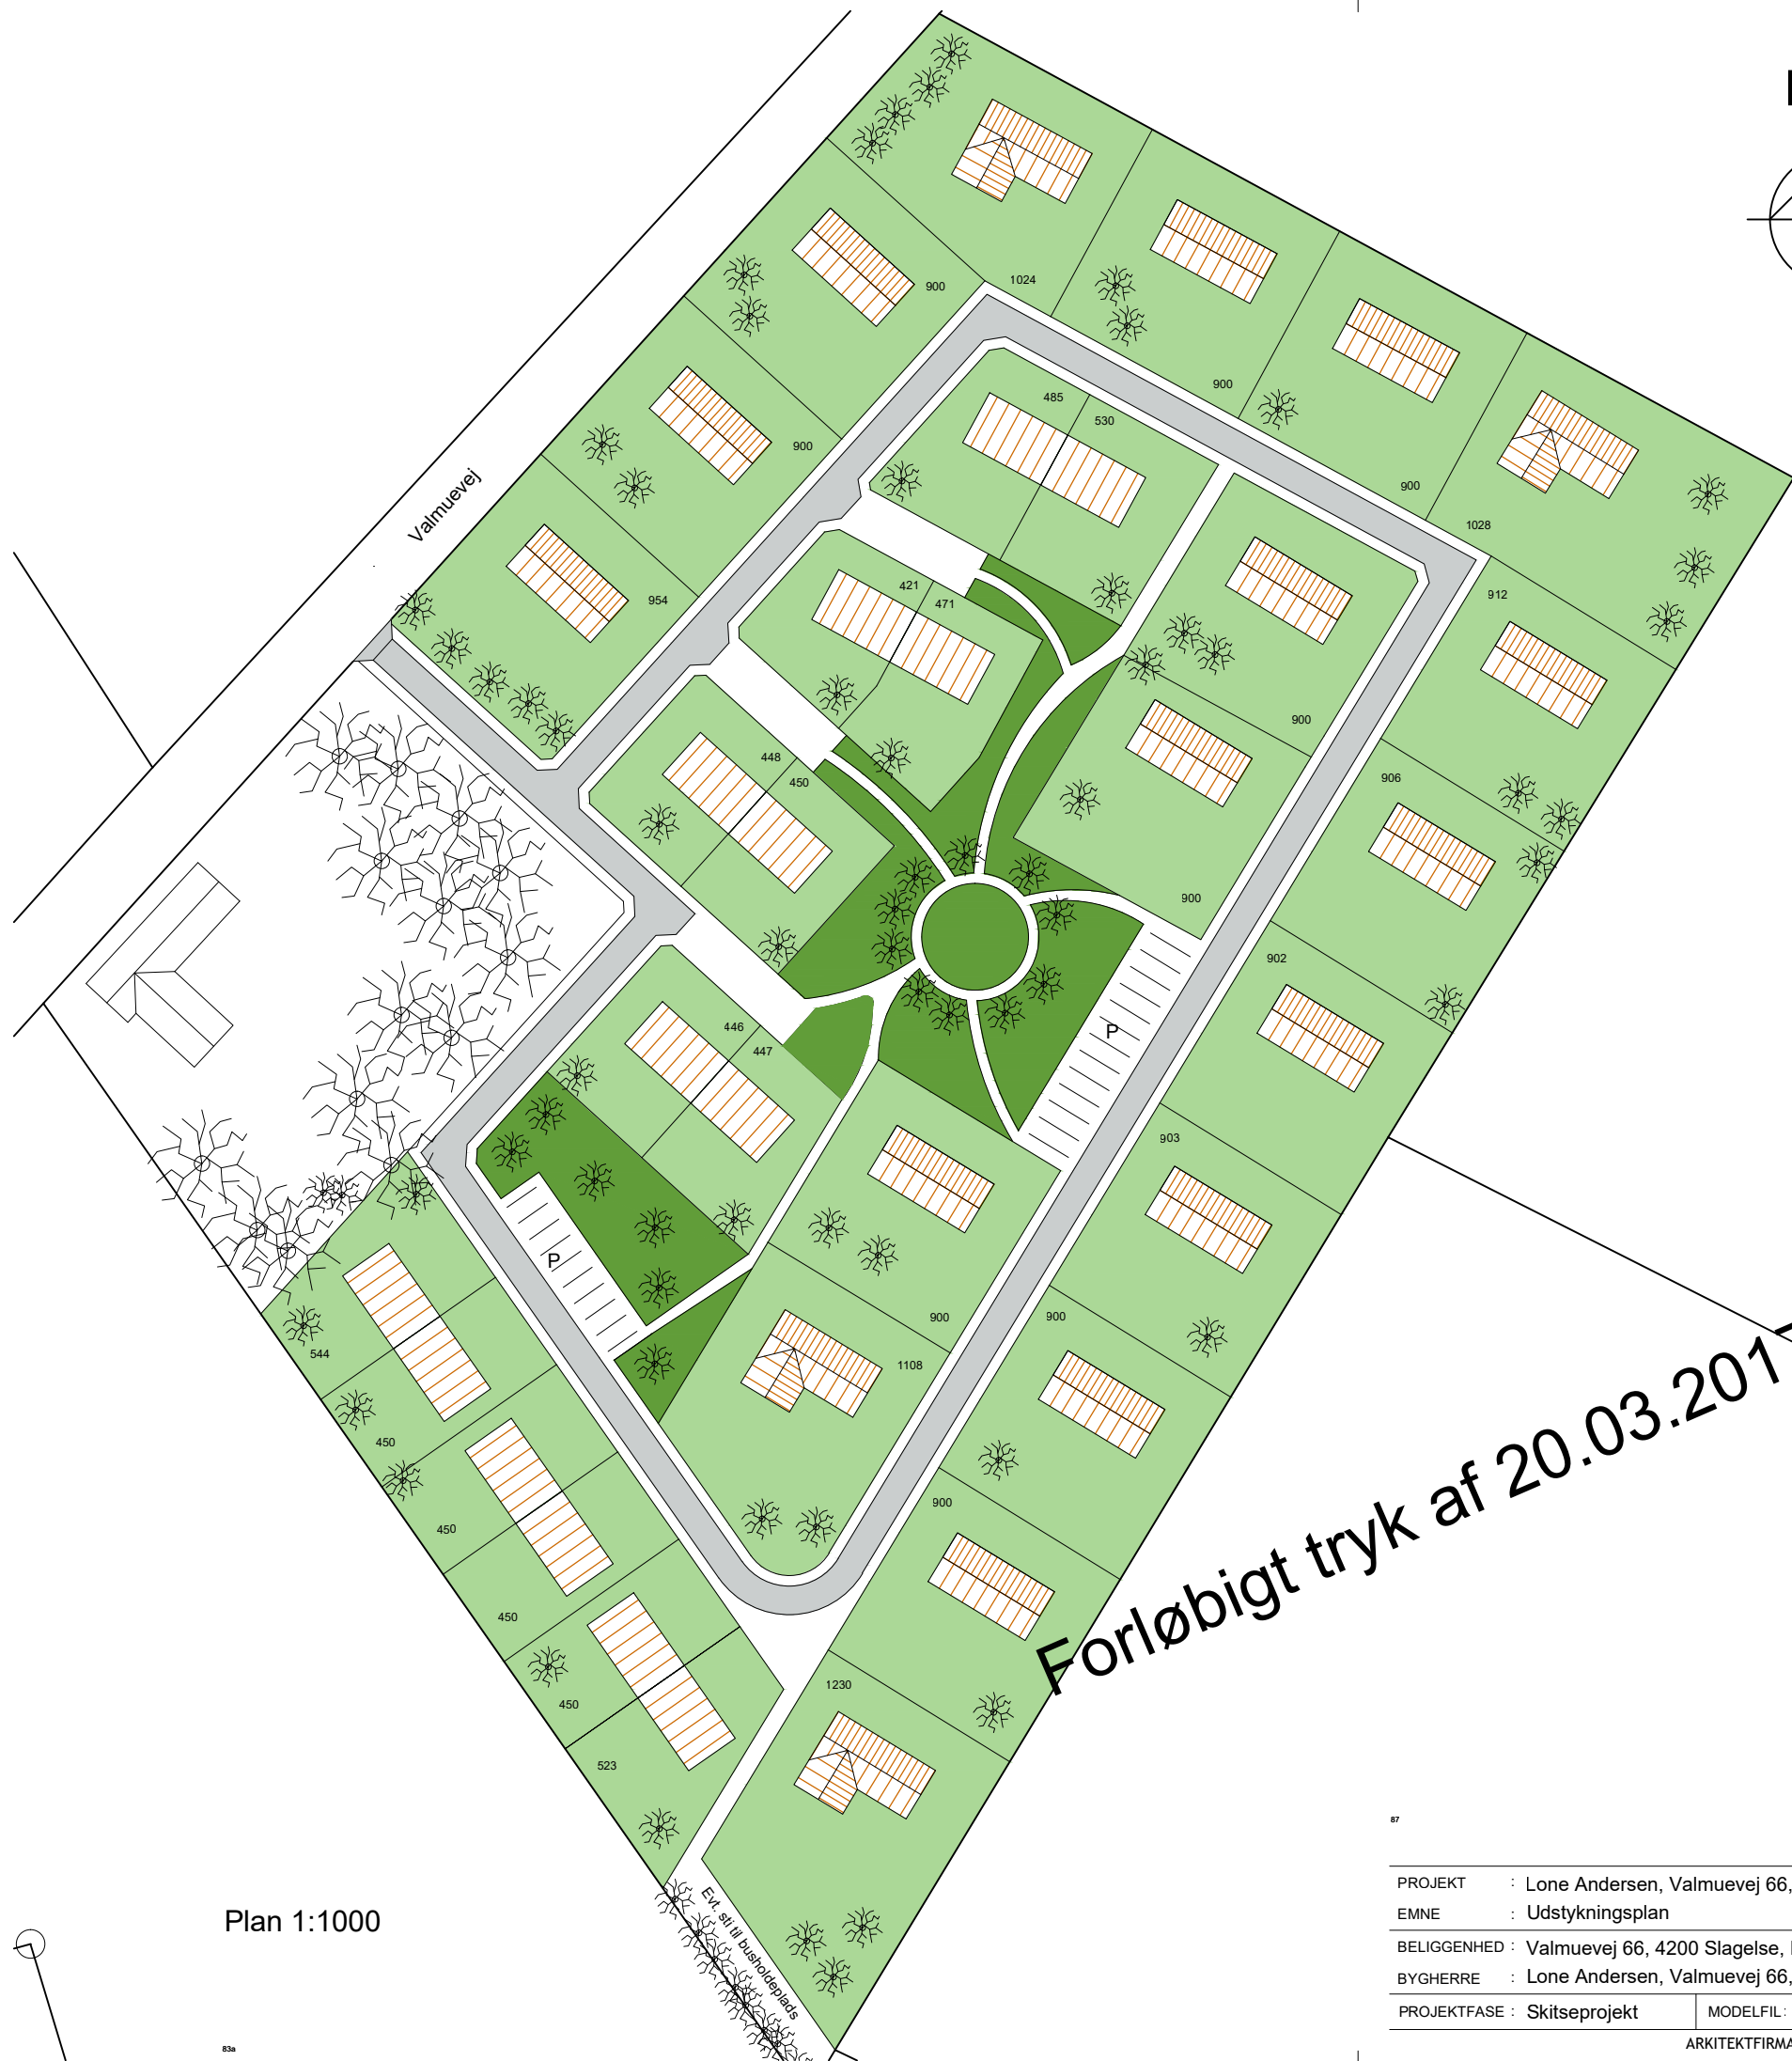 1024
900
900
485
530
Valmuevej
900
900
1028
954
421
471
912
448
450
900
906
900
902
446
447
P
903
P
900
900
544
1108
450
900
450
450
450
1230
523
Forløbigt tryk af 20.03.201
87
Evt. sti til busholdeplads
Plan 1:1000
83a
PROJEKT : Lone Andersen, Valmuevej 66,
EMNE : Udstykningsplan
BELIGGENHED : Valmuevej 66, 4200 Slagelse,
BYGHERRE : Lone Andersen, Valmuevej 66,
PROJEKTFASE : Skitseprojekt MODELFIL :
ARKITEKTFIRMA